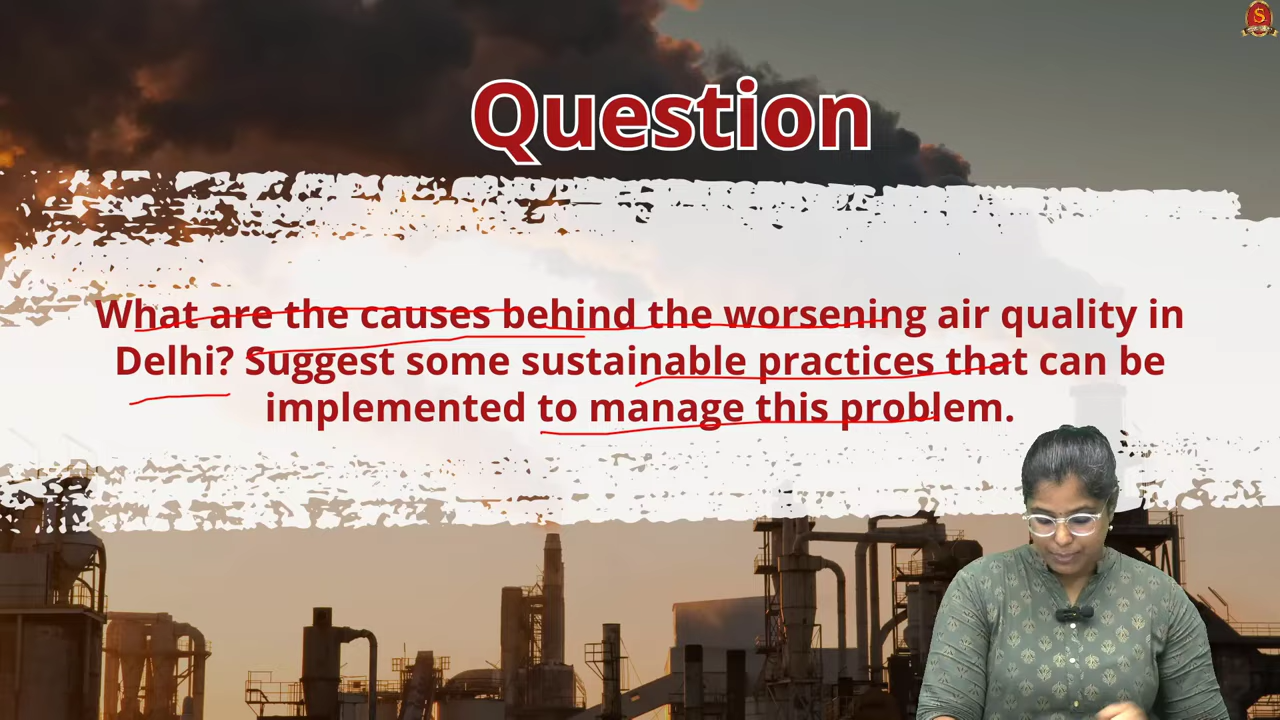 Question
What are the causes behind the worsening air quality in
Delhi? Suggest some sustainable practices that can be
implemented to manage this problem.